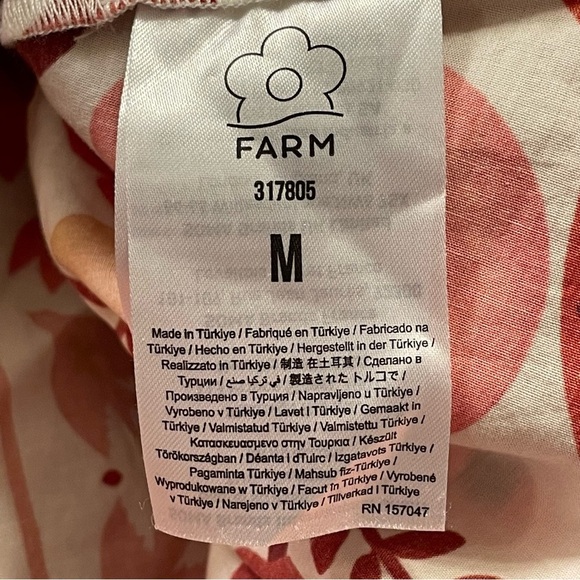 FARM
317805
M
Made in Türkiye / Fabriqué en Türkiye / Fabricado na
Türkiye / Hecho en Türkiye / Hergestellt in der Türkiye /
Realizzato in Türkiye / 制造 在土耳其 / Сделано в
Турции / في تركيا صنع / 製造された トルコで /
Произведено в Турция / Napravljeno u Türkiye /
Vyrobeno v Türkiye / Lavet I Türkiye / Gemaakt in
Türkiye / Valmistatud Türkiye / Valmistettu Türkiye /
Κατασκευασμενο στην Τουρκια / Készült
Törökországban / Déanta i dTuirc / Izgatavots Türkiye /
Pagaminta Türkiye / Mahsub fiz-Türkiye /
Wyprodukowane w Türkiye / Facut in Türkiye / Vyrobené
v Türkiye / Narejeno v Türkiye / Tillverkad I Türkiye
RN 157047